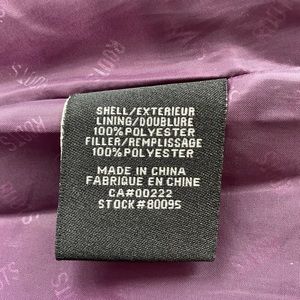 SHELL/EXTERIEUR
LINING/DOUBLURE
100%POLYESTER
FILLER/REMPLISSAGE
100%POLYESTER
MADE IN CHINA
FABRIQUE EN CHINE
CA#00222
STOCK#80095
ROOTS